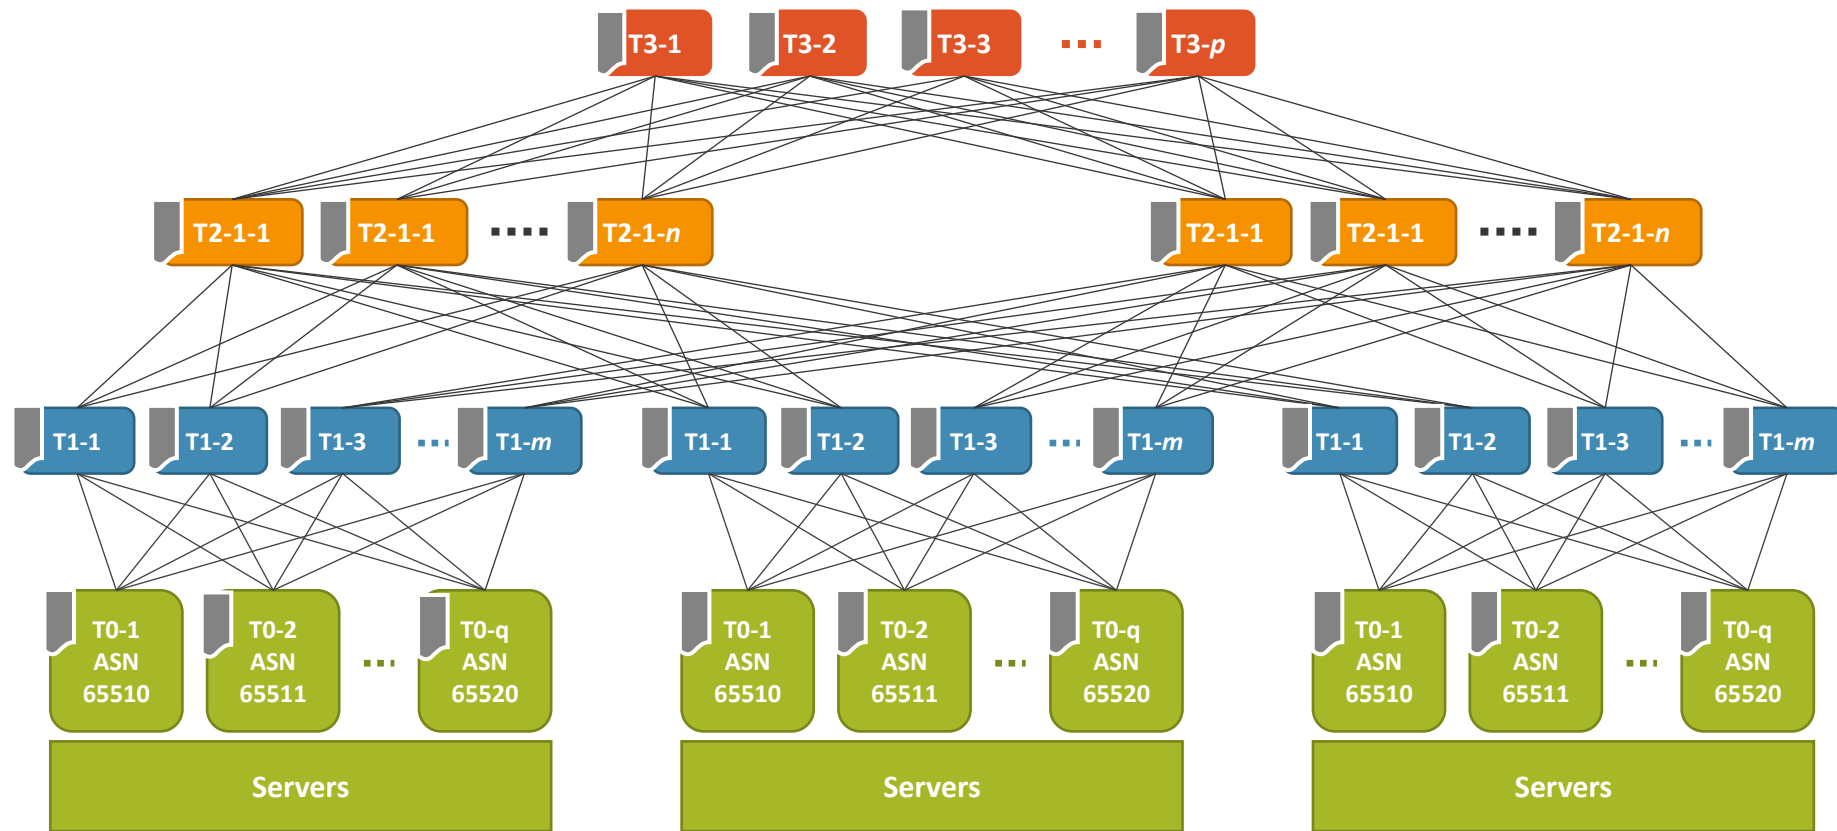 T3-1
T3-2
T3-3
T3-p
T2-1-1
T2-1-1
T2-1-n
T2-1-1
T2-1-1
T2-1-n
T1-1
T1-2
T1-3
T1-m
T1-1
T1-2
T1-3
T1-m
T1-1
T1-2
T1-3
T1-m
T0-1
ASN
65510
T0-2
ASN
65511
T0-q
ASN
65520
T0-1
ASN
65510
T0-2
ASN
65511
T0-q
ASN
65520
T0-1
ASN
65510
T0-2
ASN
65511
T0-q
ASN
65520
Servers
Servers
Servers